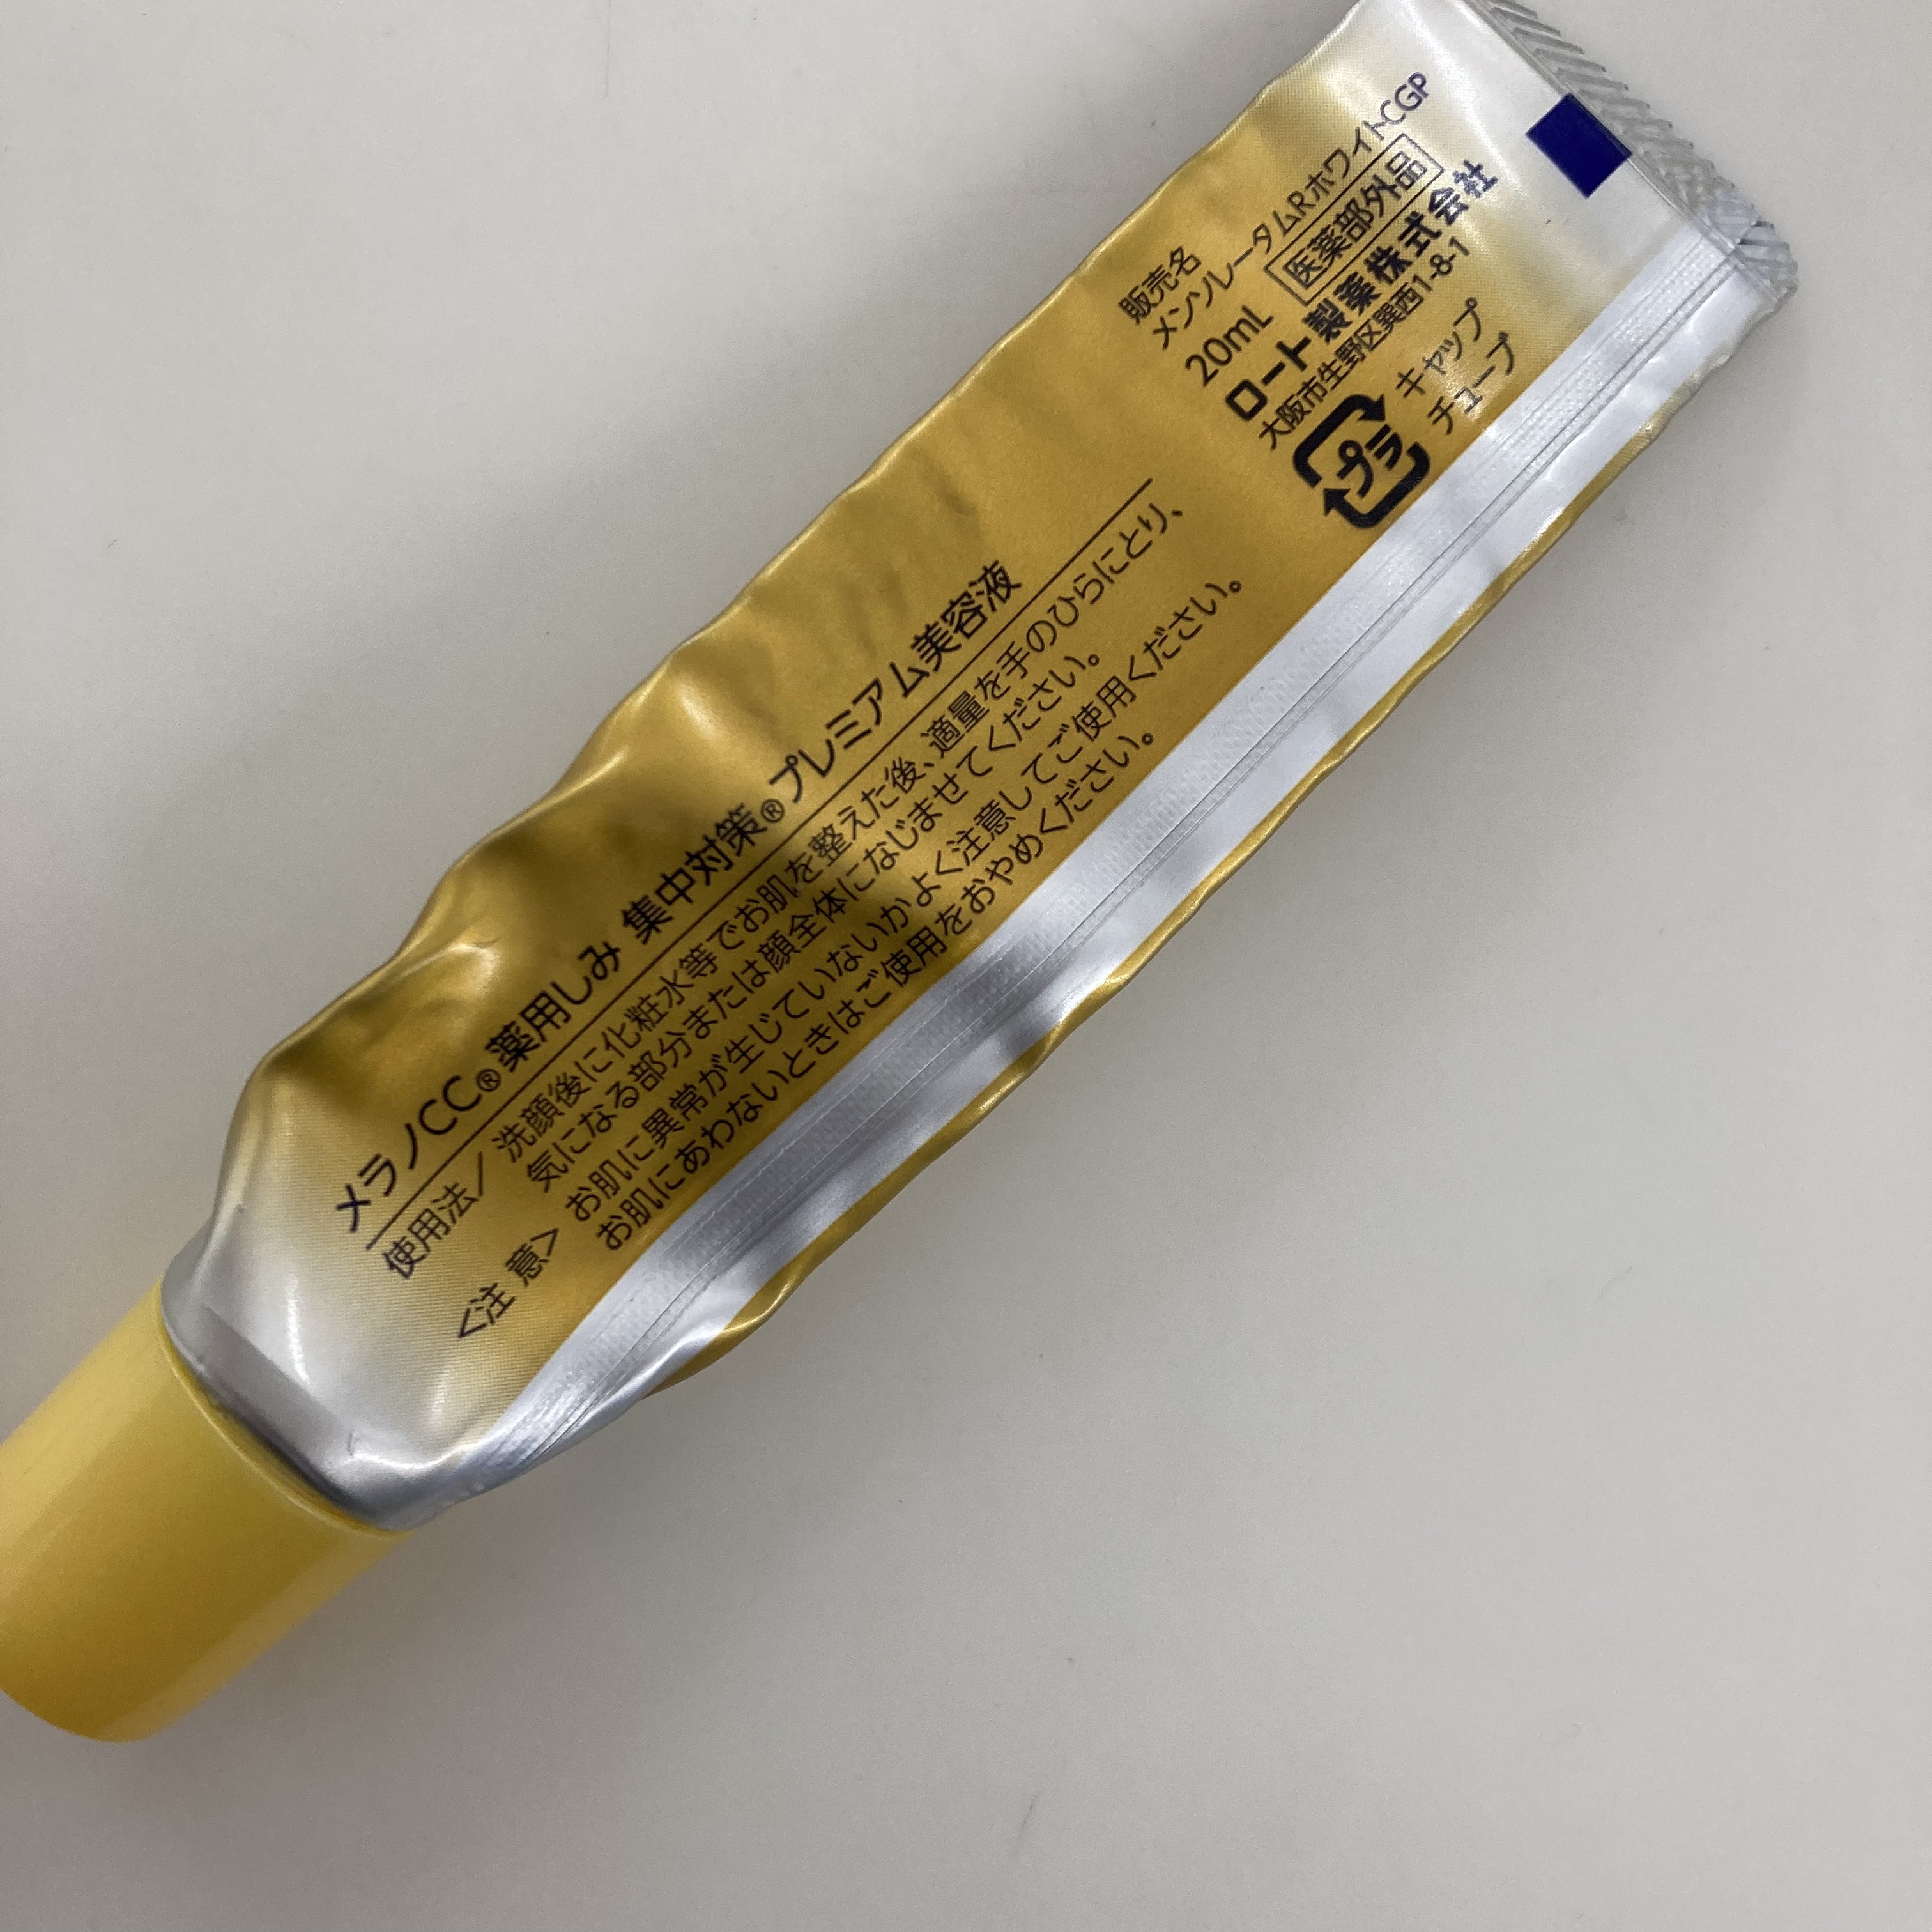 メラノCC® 薬用しみ 集中対策® プレミアム美容液
使用法／洗顔後に化粧水等でお肌を整えた後、適量を手のひらにとり、
気になる部分または顔全体になじませてください。
＜注 意＞ お肌に異常が生じていないかよく注意してご使用ください。
お肌にあわないときはご使用をおやめください。
販売名
メンソレータムRホワイトCGP
20mL 医薬部外品
ロート製薬株式会社
大阪市生野区巽西1-8-1
プラ キャップ
チューブ